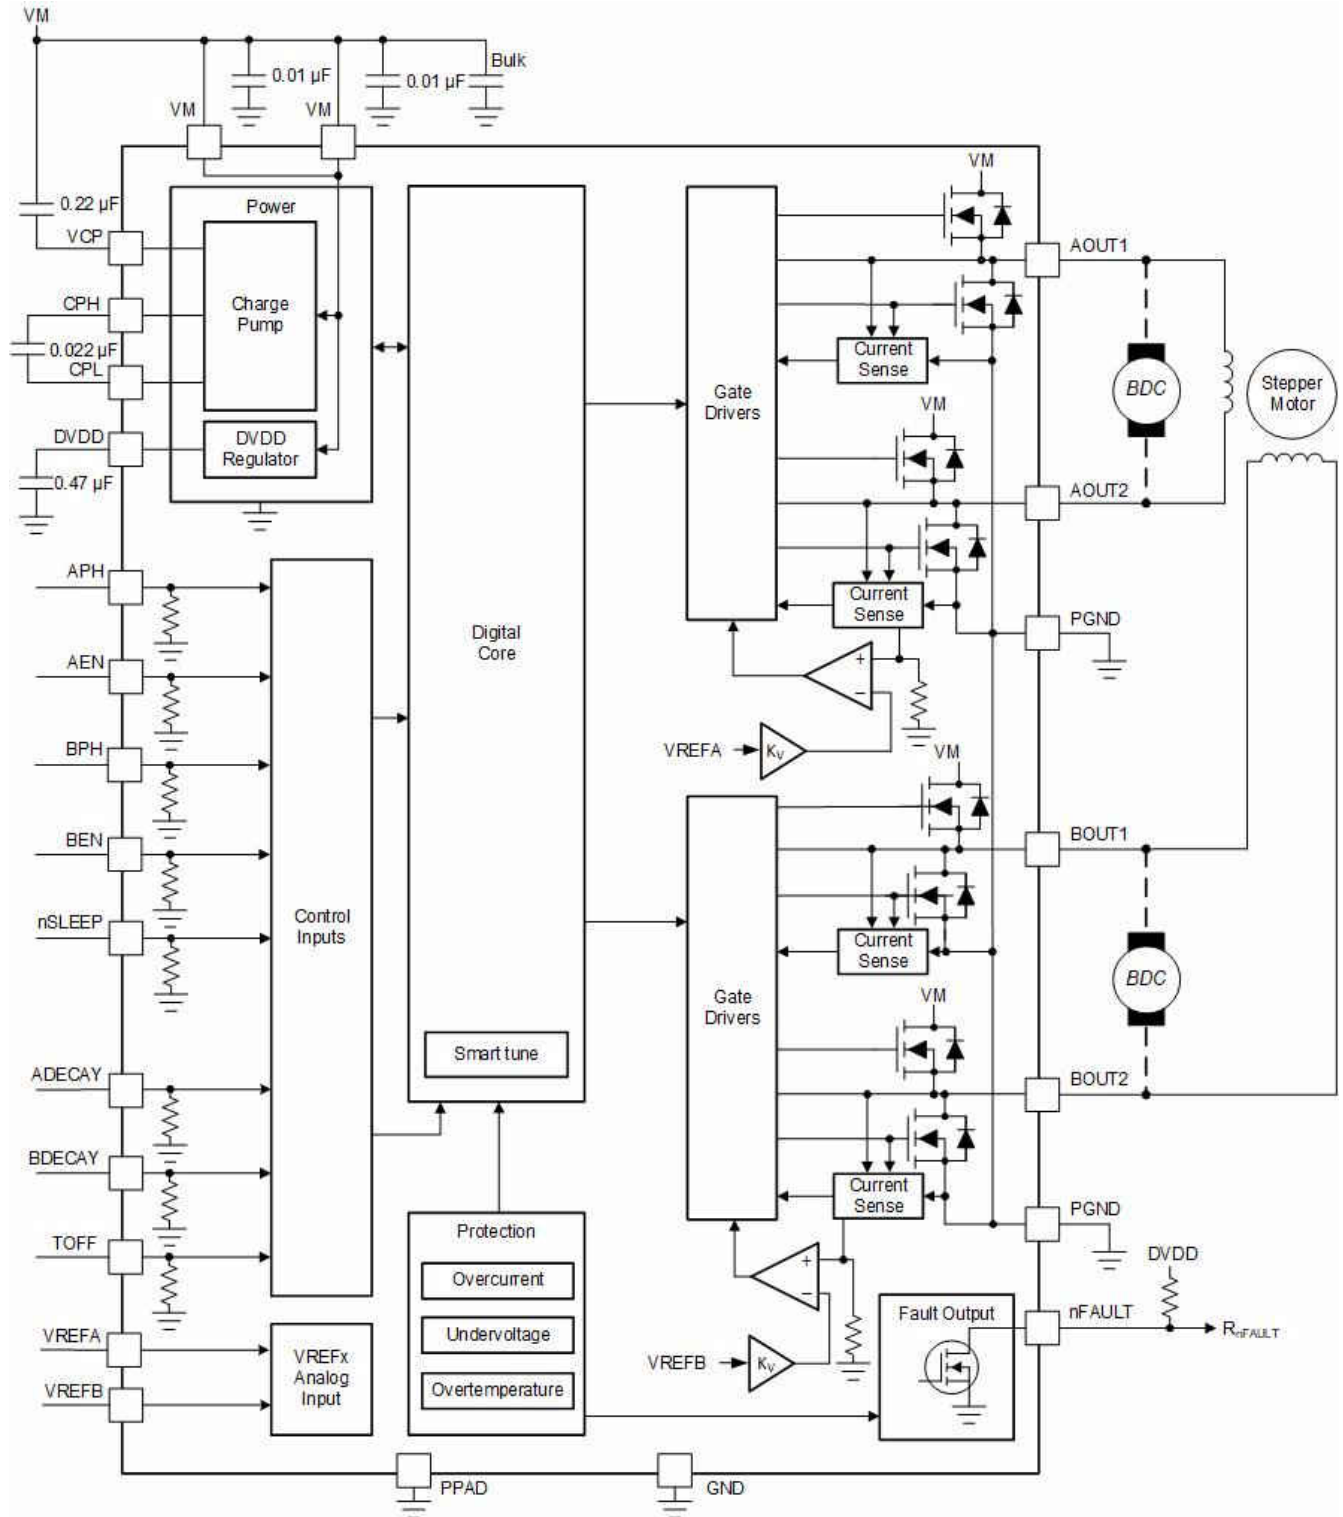 VM
0.01 µF
0.01 µF
Bulk
VM
VM
0.22 µF
VCP
CPH
0.022 µF
CPL
DVDD
0.47 µF
Power
Charge
Pump
DVDD
Regulator
APH
AEN
BPH
BEN
nSLEEP
ADECAY
BDECAY
TOFF
VREFA
VREFB
Control
Inputs
VREFx
Analog
Input
Digital
Core
Smart tune
Protection
Overcurrent
Undervoltage
Overtemperature
PPAD
GND
Gate
Drivers
VM
Current
Sense
VM
Current
Sense
+
−
VREFA
KV
Gate
Drivers
VM
Current
Sense
VM
Current
Sense
+
−
VREFB
KV
Fault Output
AOUT1
BDC
Stepper
Motor
AOUT2
PGND
BOUT1
BDC
BOUT2
PGND
DVDD
nFAULT
RnFAULT